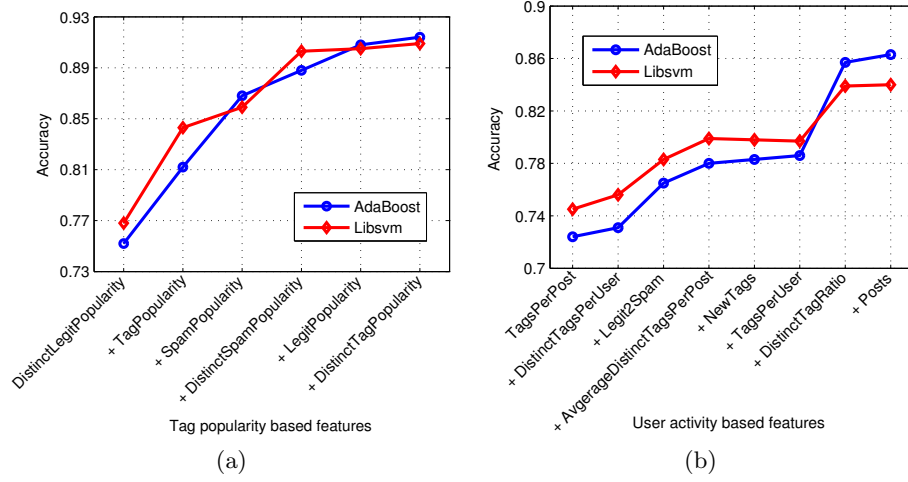 0.93
0.89
0.85
0.81
0.77
0.73
Accuracy
AdaBoost
Libsvm
DistinctLegitPopularity
+ TagPopularity
+ SpamPopularity
+ DistinctSpamPopularity
+ LegitPopularity
+ DistinctTagPopularity
Tag popularity based features
(a)
0.9
0.86
0.82
0.78
0.74
0.7
Accuracy
AdaBoost
Libsvm
TagsPerPost
+ DistinctTagsPerUser
+ Legit2Spam
+ AvgerageDistinctTagsPerPost
+ NewTags
+ TagsPerUser
+ DistinctTagRatio
+ Posts
User activity based features
(b)